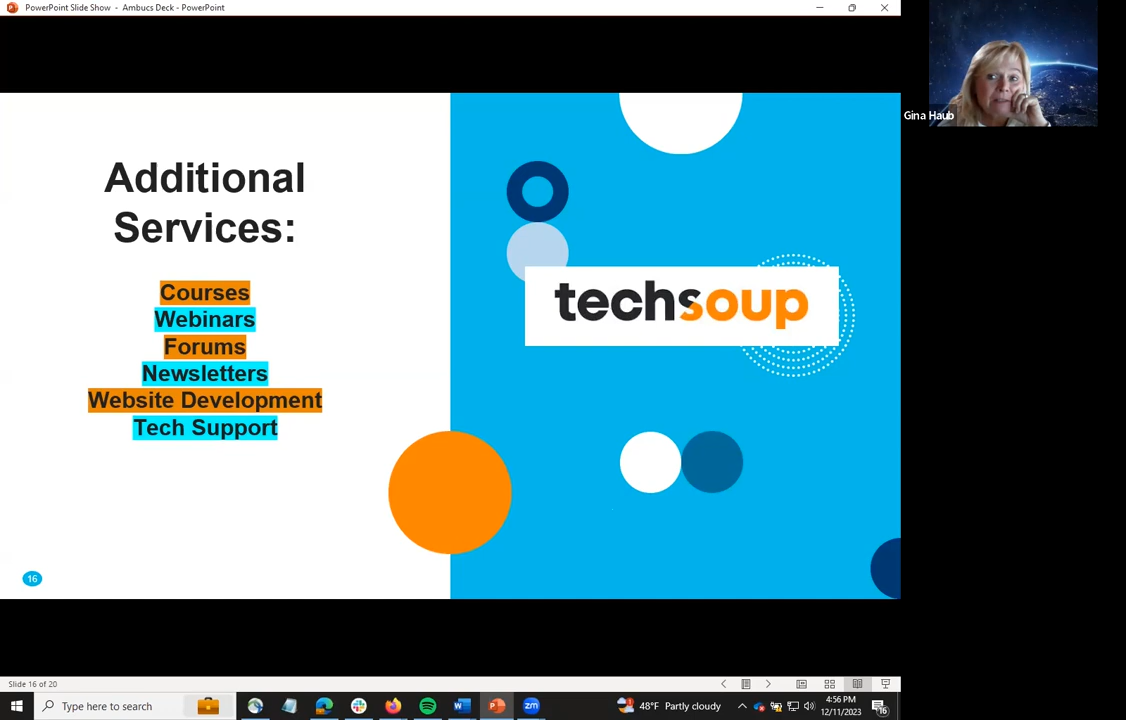 PowerPoint Slide Show - Ambucs Deck - PowerPoint
Gina Haub
Additional
Services:
Courses
Webinars
Forums
Newsletters
Website Development
Tech Support
techsoup
16
Slide 16 of 20
Type here to search
48°F Partly cloudy
4:56 PM
12/11/2023
16